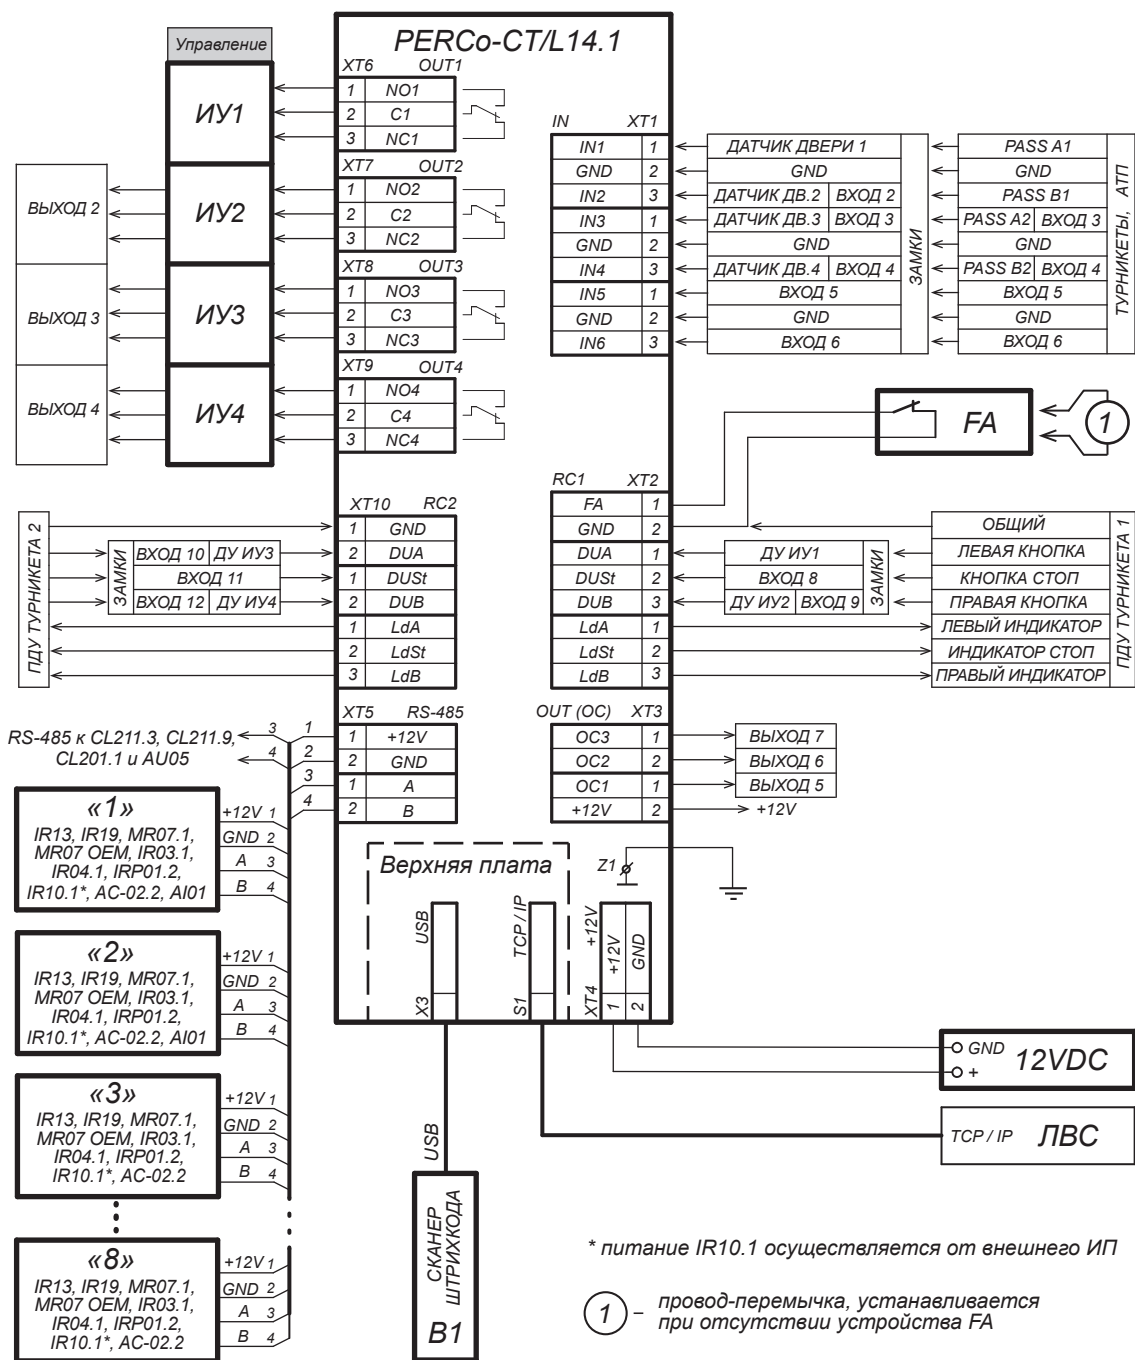 PERCo-CT/L14.1
Управление
ИУ1
ИУ2
ИУ3
ИУ4
ВЫХОД 2
ВЫХОД 3
ВЫХОД 4
XT6 OUT1
1 NO1
2 C1
3 NC1
XT7 OUT2
1 NO2
2 C2
3 NC2
XT8 OUT3
1 NO3
2 C3
3 NC3
XT9 OUT4
1 NO4
2 C4
3 NC4
IN XT1
IN1 1
GND 2
IN2 3
IN3 1
GND 2
IN4 3
IN5 1
GND 2
IN6 3
ДАТЧИК ДВЕРИ 1
GND
ДАТЧИК ДВ.2 ВХОД 2
ДАТЧИК ДВ.3 ВХОД 3
GND
ДАТЧИК ДВ.4 ВХОД 4
ВХОД 5
GND
ВХОД 6
ЗАМКИ
PASS A1
GND
PASS B1
PASS A2 ВХОД 3
GND
PASS B2 ВХОД 4
ВХОД 5
GND
ВХОД 6
ТУРНИКЕТЫ, АТП
FA
1
XT10 RC2
1 GND
2 DUA
1 DUSt
2 DUB
1 LdA
2 LdSt
3 LdB
ПДУ ТУРНИКЕТА 2
ЗАМКИ
ВХОД 10 ДУ ИУ3
ВХОД 11
ВХОД 12 ДУ ИУ4
RC1 XT2
FA 1
GND 2
DUA 1
DUSt 2
DUB 3
LdA 1
LdSt 2
LdB 3
ДУ ИУ1
ВХОД 8
ДУ ИУ2 ВХОД 9
ЗАМКИ
ОБЩИЙ
ЛЕВАЯ КНОПКА
КНОПКА СТОП
ПРАВАЯ КНОПКА
ЛЕВЫЙ ИНДИКАТОР
ИНДИКАТОР СТОП
ПРАВЫЙ ИНДИКАТОР
ПДУ ТУРНИКЕТА 1
XT5 RS-485
1 +12V
2 GND
1 A
2 B
1
2
3
4
3
4
RS-485 к CL211.3, CL211.9,
CL201.1 и AU05
OUT (OC) XT3
OC3 1
OC2 2
OC1 1
+12V 2
ВЫХОД 7
ВЫХОД 6
ВЫХОД 5
+12V
«1»
IR13, IR19, MR07.1,
MR07 OEM, IR03.1,
IR04.1, IRP01.2,
IR10.1*, AC-02.2, AI01
+12V 1
GND 2
A 3
B 4
«2»
IR13, IR19, MR07.1,
MR07 OEM, IR03.1,
IR04.1, IRP01.2,
IR10.1*, AC-02.2, AI01
+12V 1
GND 2
A 3
B 4
«3»
IR13, IR19, MR07.1,
MR07 OEM, IR03.1,
IR04.1, IRP01.2,
IR10.1*, AC-02.2
+12V 1
GND 2
A 3
B 4
«8»
IR13, IR19, MR07.1,
MR07 OEM, IR03.1,
IR04.1, IRP01.2,
IR10.1*, AC-02.2
+12V 1
GND 2
A 3
B 4
Верхняя плата
X3 USB
S1 TCP / IP
Z1
XT4 +12V
1 +12V
2 GND
USB
СКАНЕР
ШТРИХКОДА
B1
GND
+
12VDC
TCP / IP ЛВС
* питание IR10.1 осуществляется от внешнего ИП
1 – провод-перемычка, устанавливается
при отсутствии устройства FA